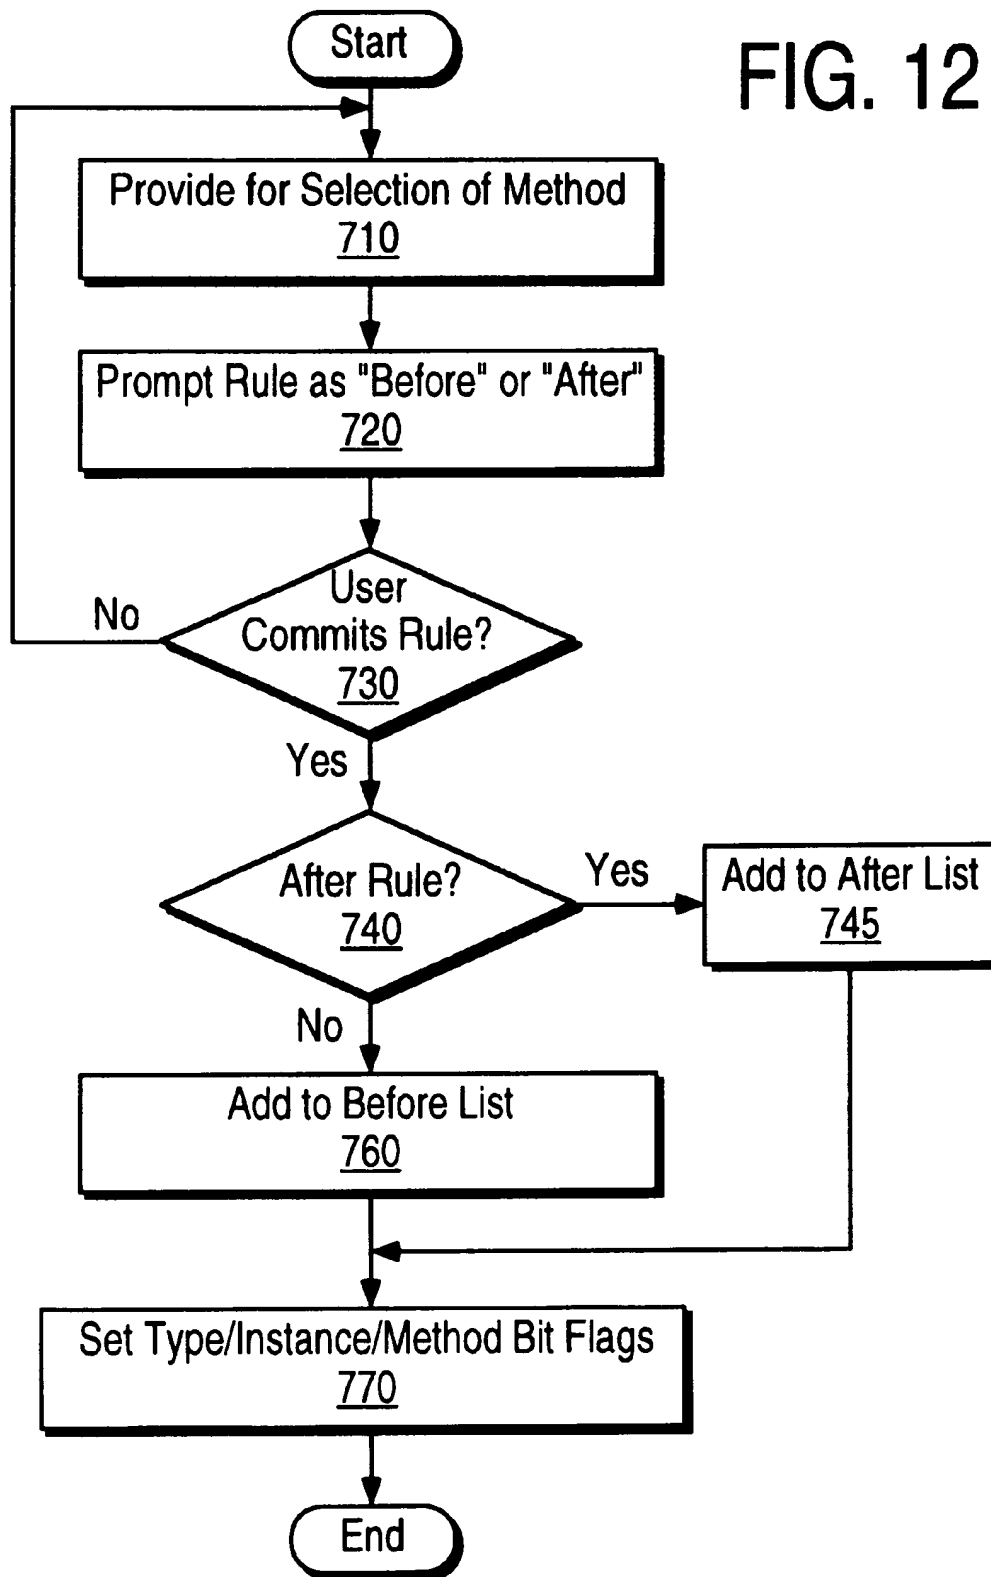 Start
FIG. 12
Provide for Selection of Method
710
Prompt Rule as "Before" or "After"
720
User
Commits Rule?
730
No
Yes
After Rule?
740
Yes
Add to After List
745
No
Add to Before List
760
Set Type/Instance/Method Bit Flags
770
End